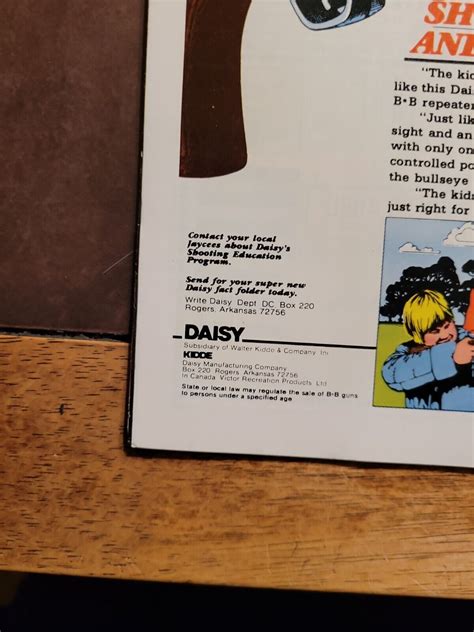 SH
AND
"The kid
like this Dai
B•B repeater
"Just lik
sight and an
with only on
controlled po
the bullseye
"The kids
just right for
Contact your local
Jaycees about Daisy's
Shooting Education
Program.
Send for your super new
Daisy fact folder today.
Write Daisy Dept DC, Box 220
Rogers, Arkansas 72756
DAISY
Subsidiary of Walter Kidde & Company, In
KIDDE
Daisy Manufacturing Company
Box 220 Rogers, Arkansas 72756
In Canada: Victor Recreation Products Ltd
State or local law may regulate the sale of B•B guns
to persons under a specified age